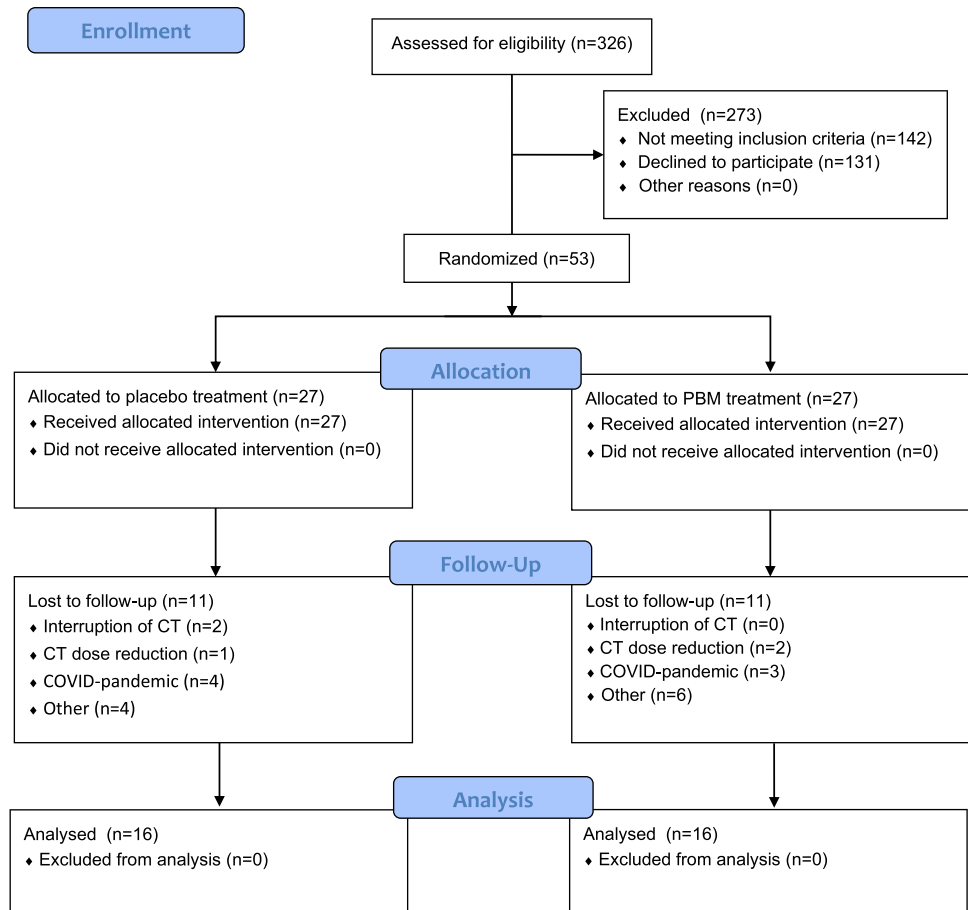 Enrollment
Assessed for eligibility (n=326)
Excluded (n=273)
♦ Not meeting inclusion criteria (n=142)
♦ Declined to participate (n=131)
♦ Other reasons (n=0)
Randomized (n=53)
Allocation
Allocated to placebo treatment (n=27)
♦ Received allocated intervention (n=27)
♦ Did not receive allocated intervention (n=0)
Allocated to PBM treatment (n=27)
♦ Received allocated intervention (n=27)
♦ Did not receive allocated intervention (n=0)
Follow-Up
Lost to follow-up (n=11)
♦ Interruption of CT (n=2)
♦ CT dose reduction (n=1)
♦ COVID-pandemic (n=4)
♦ Other (n=4)
Lost to follow-up (n=11)
♦ Interruption of CT (n=0)
♦ CT dose reduction (n=2)
♦ COVID-pandemic (n=3)
♦ Other (n=6)
Analysis
Analysed (n=16)
♦ Excluded from analysis (n=0)
Analysed (n=16)
♦ Excluded from analysis (n=0)